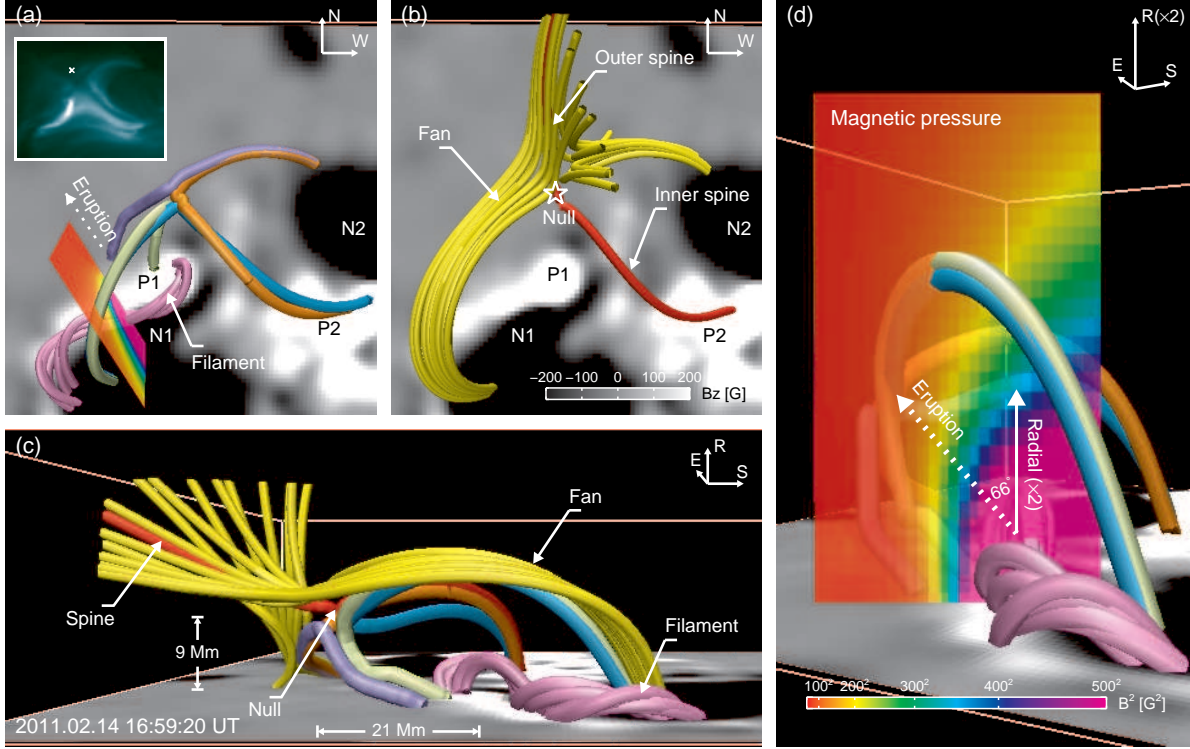 (a)
N
W
Eruption
N2
P1
N1
P2
Filament
(b)
N
W
Outer spine
Fan
Null
Inner spine
N2
P1
N1
P2
−200 −100 0 100 200
Bz [G]
(c)
R
E S
Fan
Spine
9 Mm
Filament
Null
2011.02.14 16:59:20 UT
21 Mm
(d)
R(×2)
E
S
Magnetic pressure
Eruption
Radial (×2)
66
100² 200² 300² 400² 500²
B² [G²]